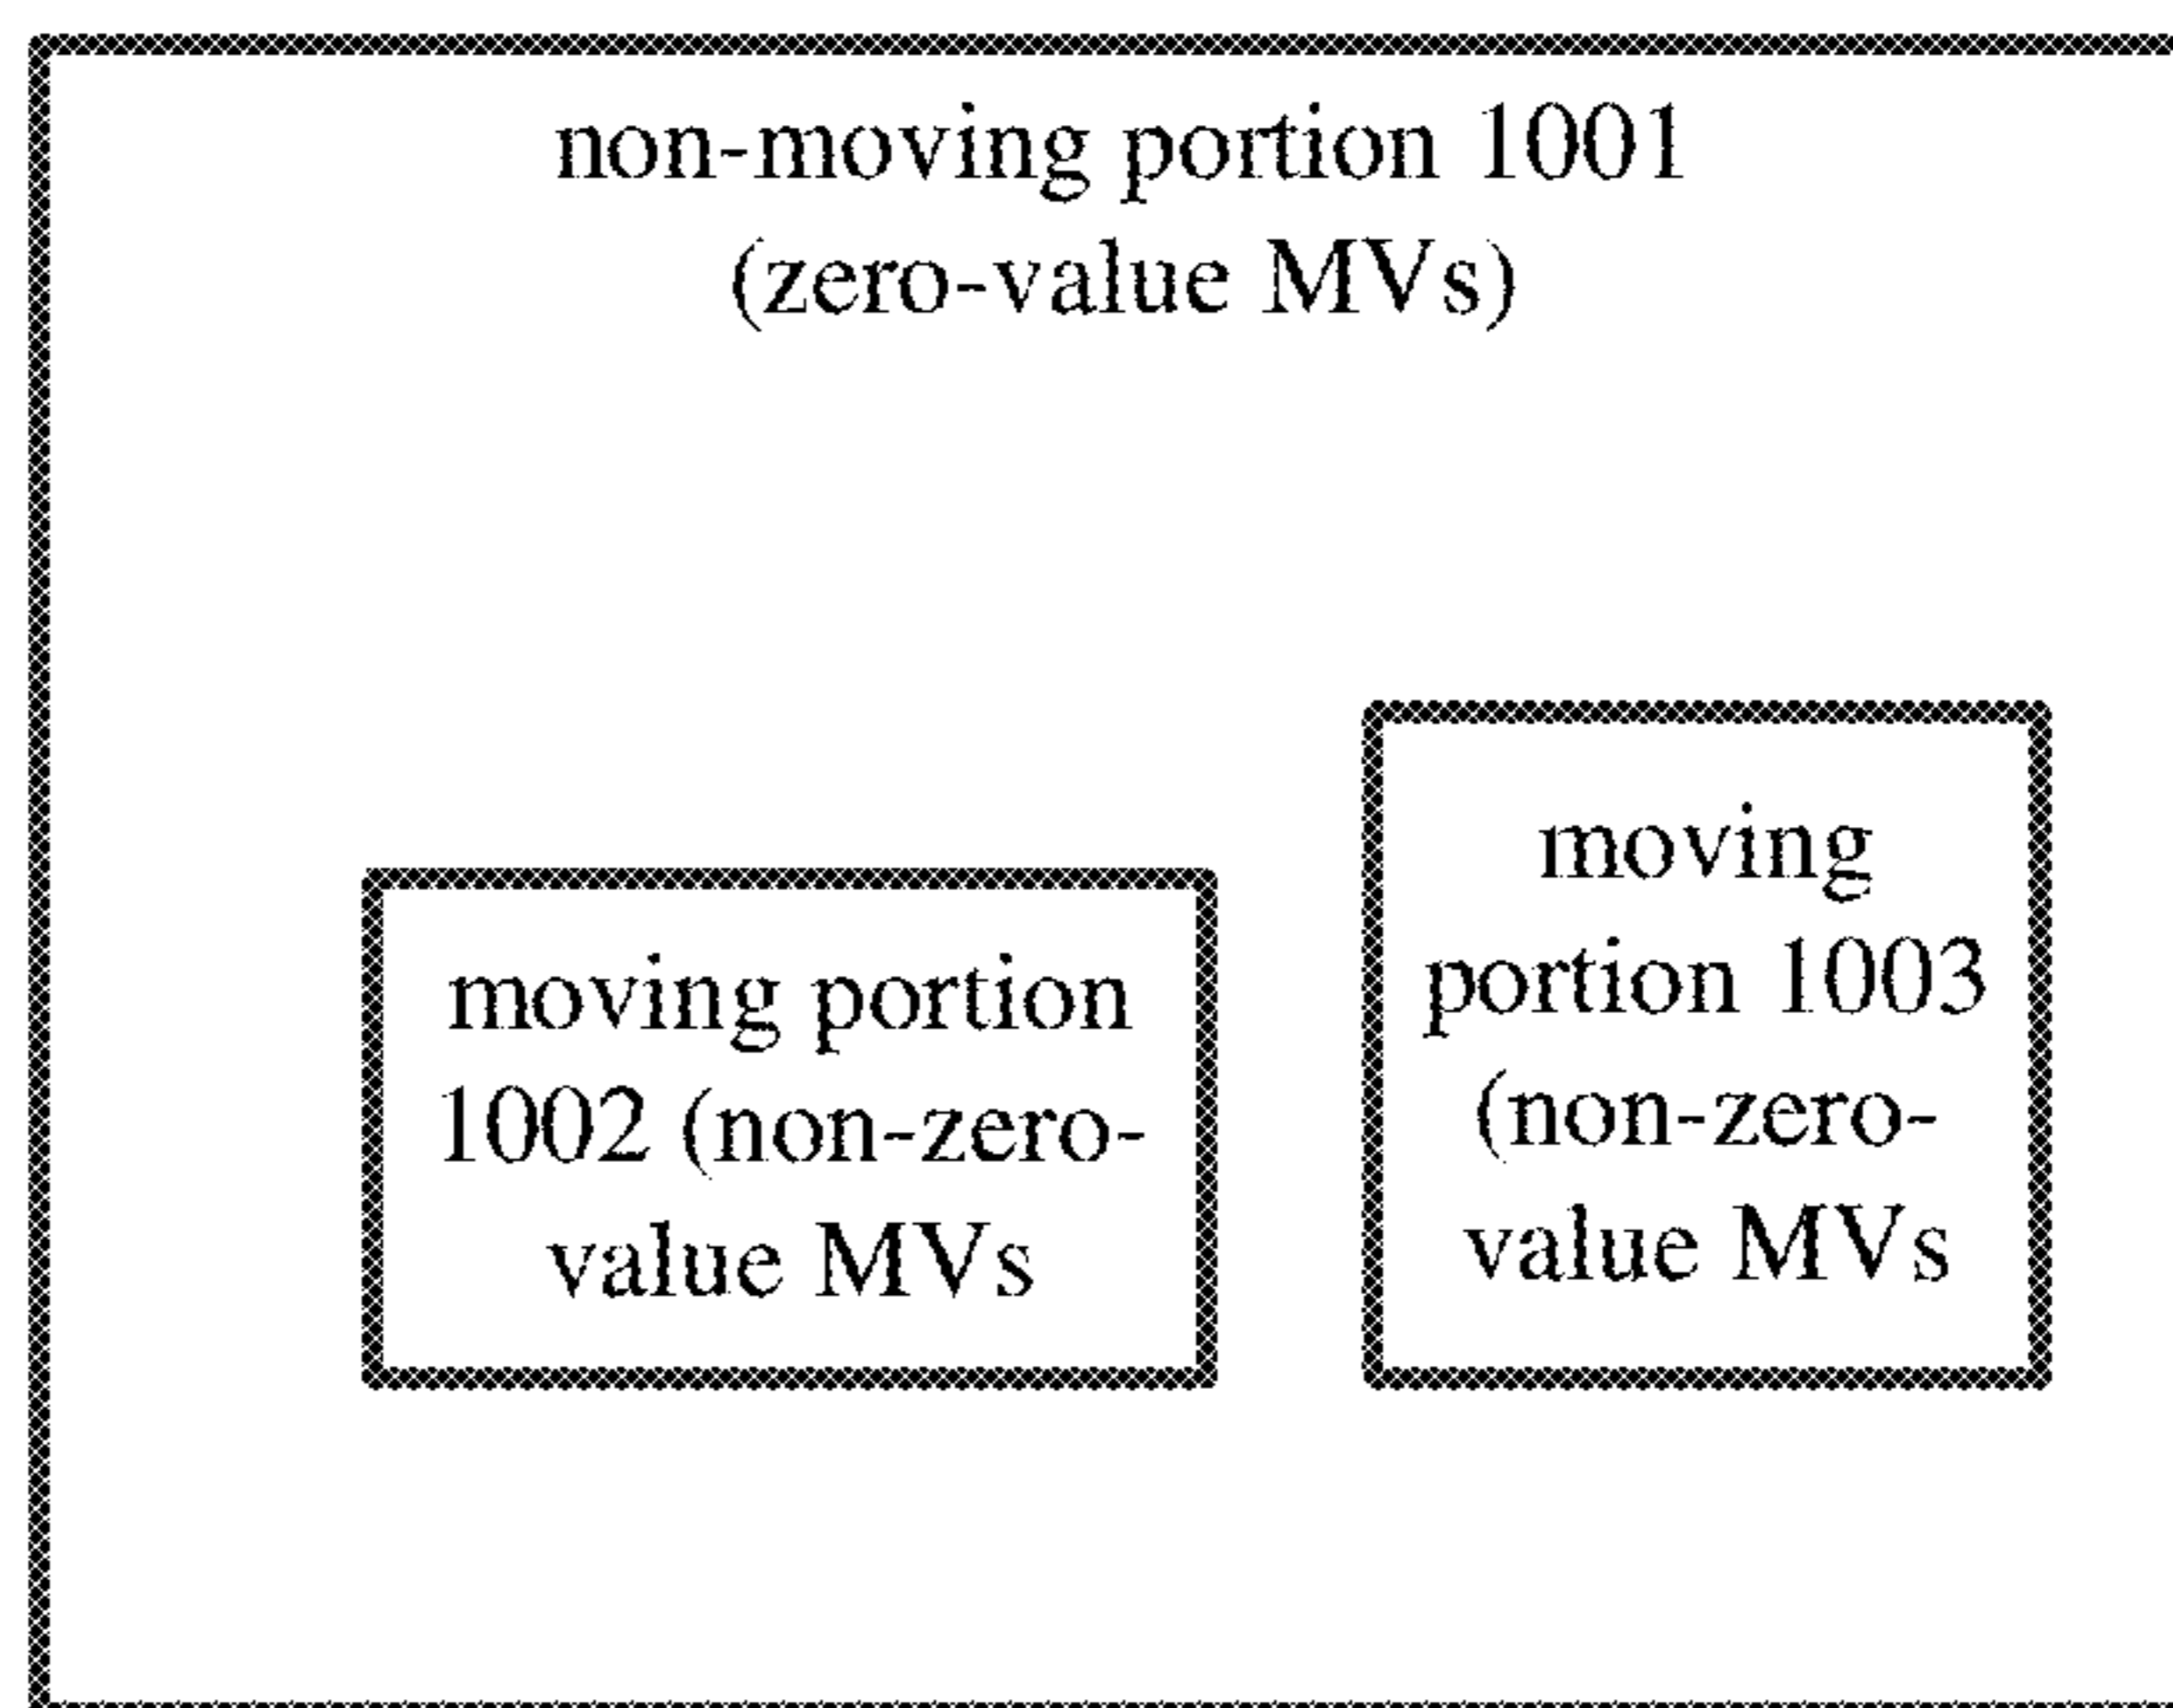 non-moving portion 1001
(zero-value MVs)
moving portion
1002 (non-zero-
value MVs
moving
portion 1003
(non-zero-
value MVs